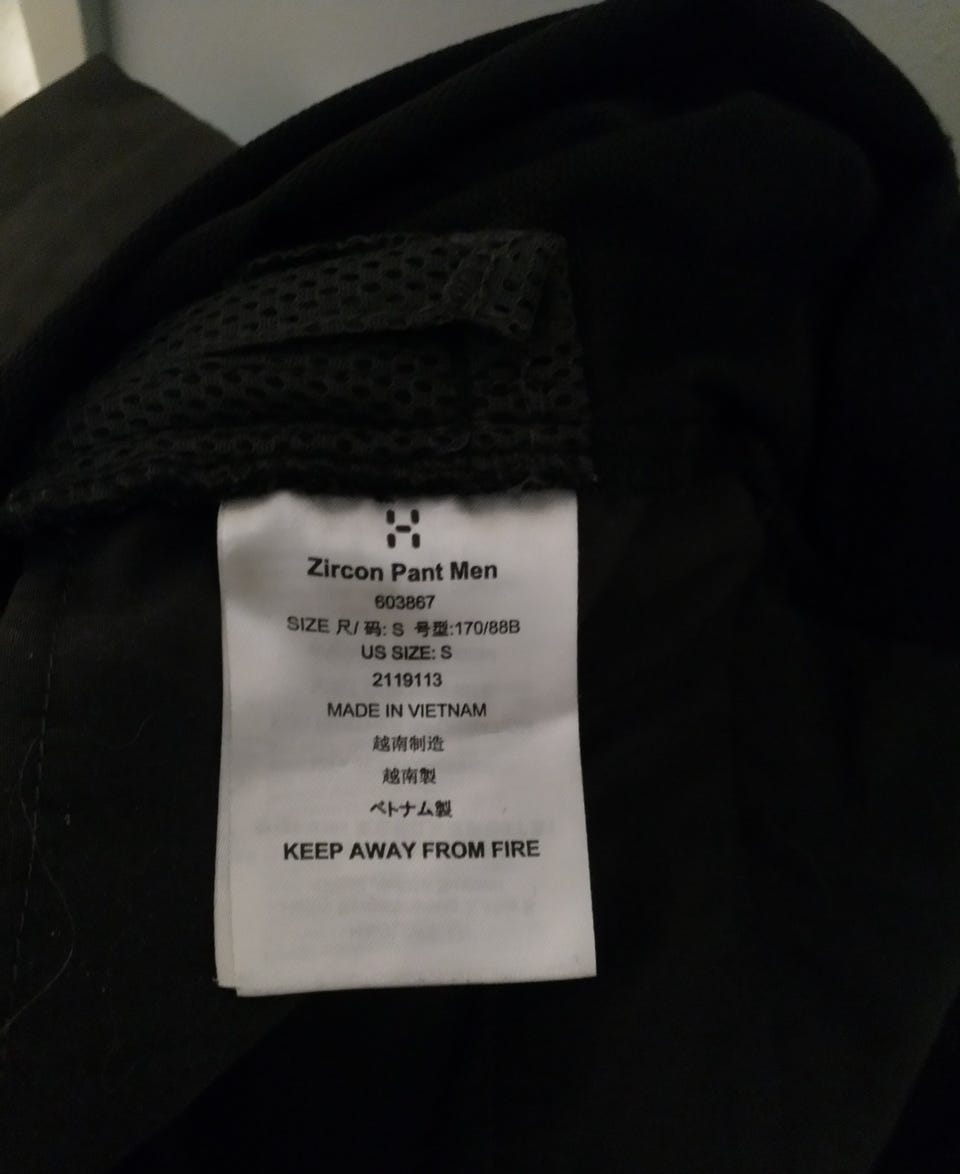 Zircon Pant Men
603867
SIZE 尺/ 码: S 号型:170/88B
US SIZE: S
2119113
MADE IN VIETNAM
越南制造
越南製
ベトナム製
KEEP AWAY FROM FIRE